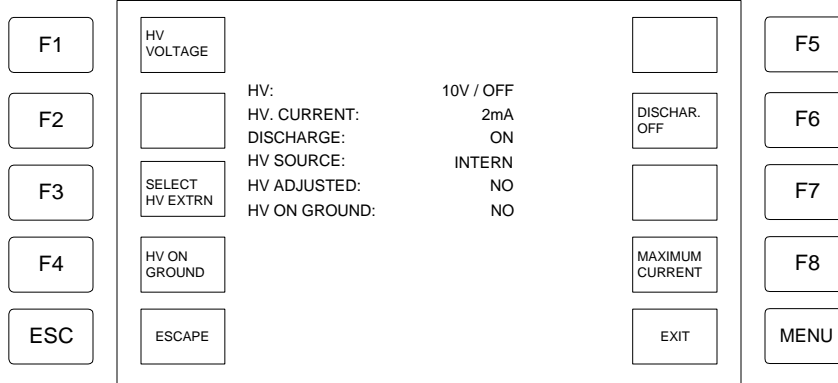 F1
HV
VOLTAGE
F5
HV: 10V / OFF
F2
HV. CURRENT: 2mA
DISCHAR.
OFF
F6
DISCHARGE: ON
HV SOURCE: INTERN
F3
SELECT
HV EXTRN
HV ADJUSTED: NO
F7
HV ON GROUND: NO
F4
HV ON
GROUND
MAXIMUM
CURRENT
F8
ESC
ESCAPE
EXIT
MENU